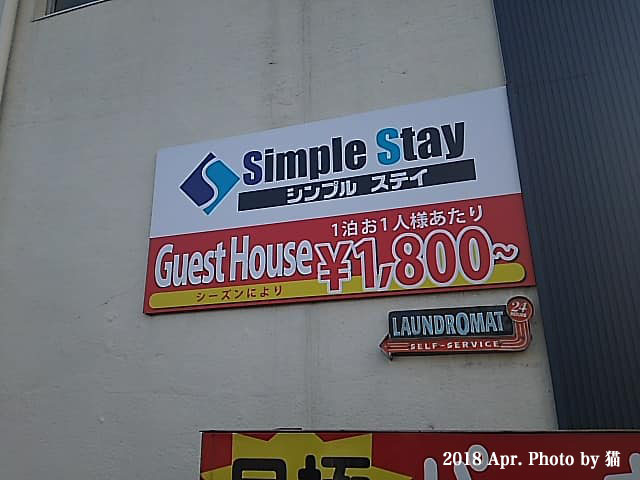 Simple Stay
シンプル ステイ
1泊お1人様あたり
Guest House ¥1,800~
シーズンにより
24
LAUNDROMAT
SELF-SERVICE
2018 Apr. Photo by 猫